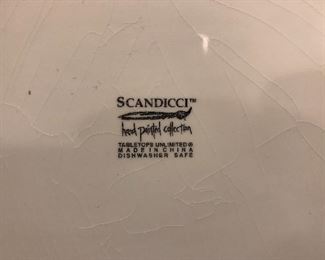 SCANDICCI™
hand painted collection
TABLETOPS UNLIMITED®
MADE IN CHINA
DISHWASHER SAFE